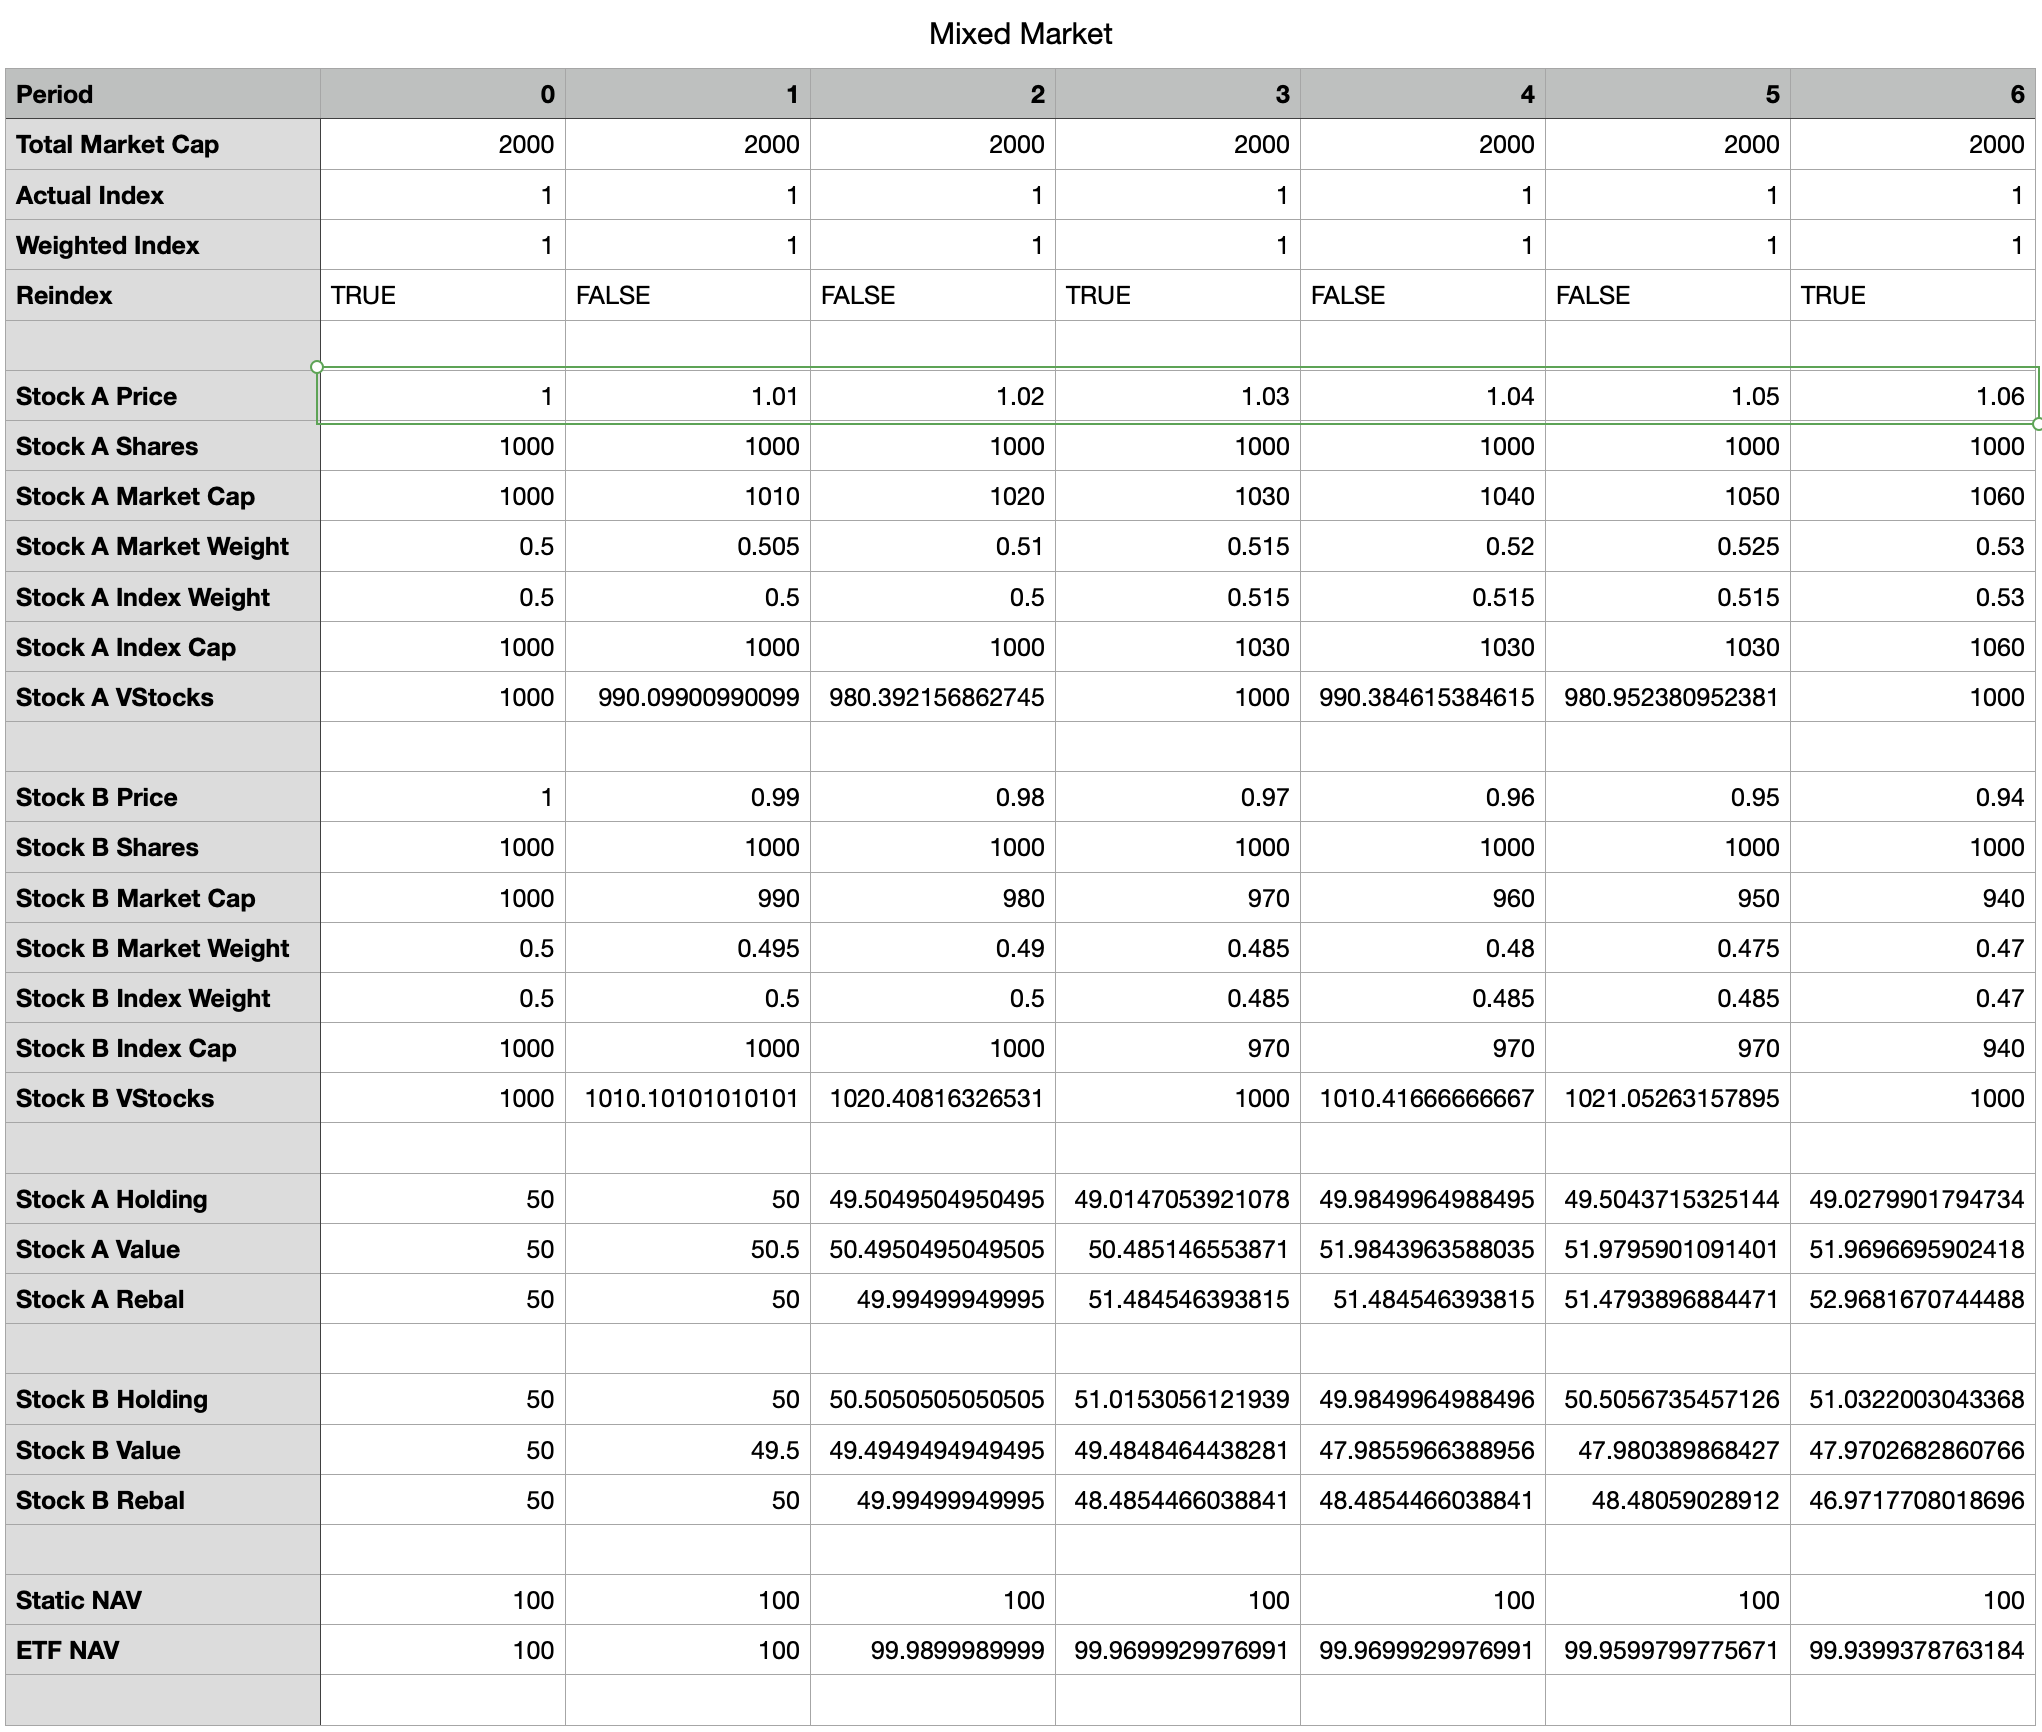 Mixed Market
Period 0 1 2 3 4 5 6
Total Market Cap 2000 2000 2000 2000 2000 2000 2000
Actual Index 1 1 1 1 1 1 1
Weighted Index 1 1 1 1 1 1 1
Reindex TRUE FALSE FALSE TRUE FALSE FALSE TRUE
Stock A Price 1 1.01 1.02 1.03 1.04 1.05 1.06
Stock A Shares 1000 1000 1000 1000 1000 1000 1000
Stock A Market Cap 1000 1010 1020 1030 1040 1050 1060
Stock A Market Weight 0.5 0.505 0.51 0.515 0.52 0.525 0.53
Stock A Index Weight 0.5 0.5 0.5 0.515 0.515 0.515 0.53
Stock A Index Cap 1000 1000 1000 1030 1030 1030 1060
Stock A VStocks 1000 990.09900990099 980.392156862745 1000 990.384615384615 980.952380952381 1000
Stock B Price 1 0.99 0.98 0.97 0.96 0.95 0.94
Stock B Shares 1000 1000 1000 1000 1000 1000 1000
Stock B Market Cap 1000 990 980 970 960 950 940
Stock B Market Weight 0.5 0.495 0.49 0.485 0.48 0.475 0.47
Stock B Index Weight 0.5 0.5 0.5 0.485 0.485 0.485 0.47
Stock B Index Cap 1000 1000 1000 970 970 970 940
Stock B VStocks 1000 1010.10101010101 1020.40816326531 1000 1010.41666666667 1021.05263157895 1000
Stock A Holding 50 50 49.5049504950495 49.0147053921078 49.9849964988495 49.5043715325144 49.0279901794734
Stock A Value 50 50.5 50.4950495049505 50.485146553871 51.9843963588035 51.9795901091401 51.9696695902418
Stock A Rebal 50 50 49.99499949995 51.484546393815 51.484546393815 51.4793896884471 52.9681670744488
Stock B Holding 50 50 50.5050505050505 51.0153056121939 49.9849964988496 50.5056735457126 51.0322003043368
Stock B Value 50 49.5 49.4949494949495 49.4848464438281 47.9855966388956 47.980389868427 47.9702682860766
Stock B Rebal 50 50 49.99499949995 48.4854466038841 48.4854466038841 48.48059028912 46.9717708018696
Static NAV 100 100 100 100 100 100 100
ETF NAV 100 100 99.9899989999 99.9699929976991 99.9699929976991 99.9599799775671 99.9399378763184